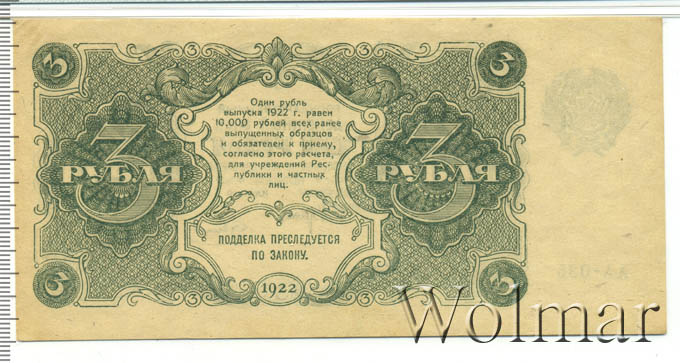 3 3 3 3
Один рубль
выпуска 1922 г. равен
10.000 рублей всех ранее
выпущенных образцов
и обязателен к приему,
согласно этого расчета,
для учреждений Рес-
публики и частных
лиц.
3 РУБЛЯ
3 РУБЛЯ
ПОДДЕЛКА ПРЕСЛЕДУЕТСЯ
ПО ЗАКОНУ.
3 3 1922 3 3
Wolmar